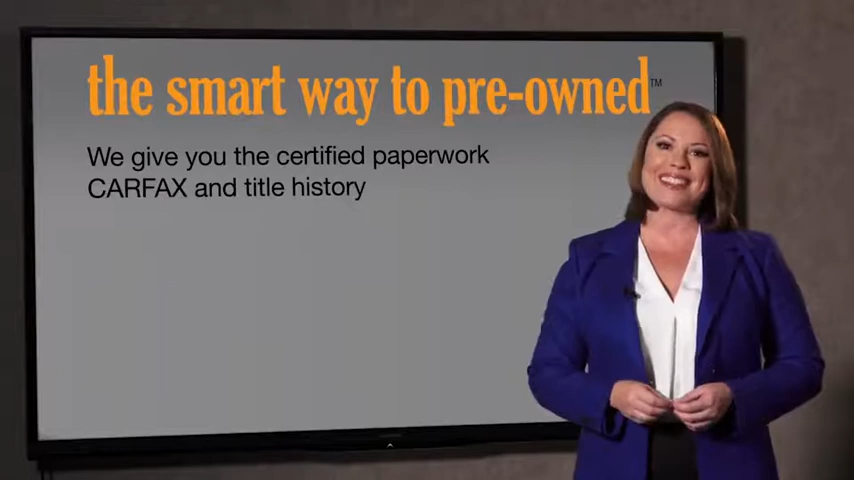 the smart way to pre-owned™
We give you the certified paperwork
CARFAX and title history